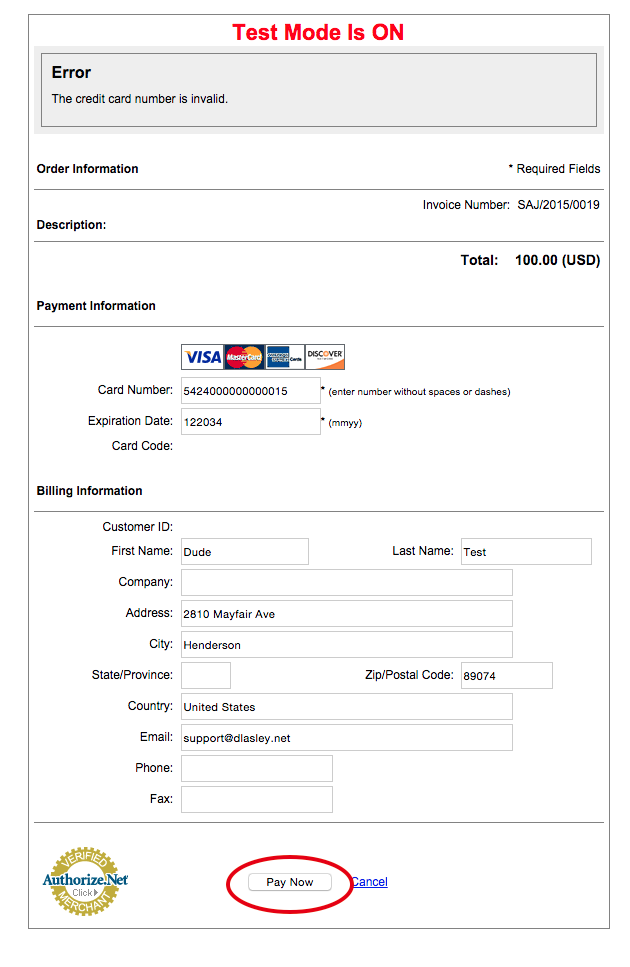 Test Mode Is ON
Error
The credit card number is invalid.
Order Information * Required Fields
Invoice Number: SAJ/2015/0019
Description:
Total: 100.00 (USD)
Payment Information
VISA MasterCard AMERICAN EXPRESS Cards DISCOVER
Card Number: 5424000000000015 * (enter number without spaces or dashes)
Expiration Date: 122034 * (mmyy)
Card Code:
Billing Information
Customer ID:
First Name: Dude Last Name: Test
Company:
Address: 2810 Mayfair Ave
City: Henderson
State/Province: Zip/Postal Code: 89074
Country: United States
Email: support@dlasley.net
Phone:
Fax:
VERIFIED
Authorize.Net
Click
MERCHANT
Pay Now Cancel